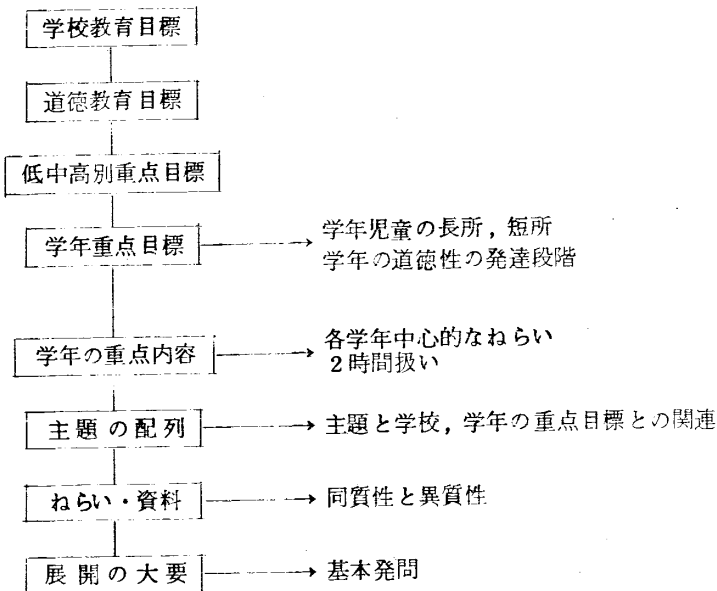 学校教育目標
道徳教育目標
低中高別重点目標
学年重点目標
学年児童の長所，短所
学年の道徳性の発達段階
学年の重点内容
各学年中心的なねらい
2時間扱い
主題の配列
主題と学校，学年の重点目標との関連
ねらい・資料
同質性と異質性
展開の大要
基本発問